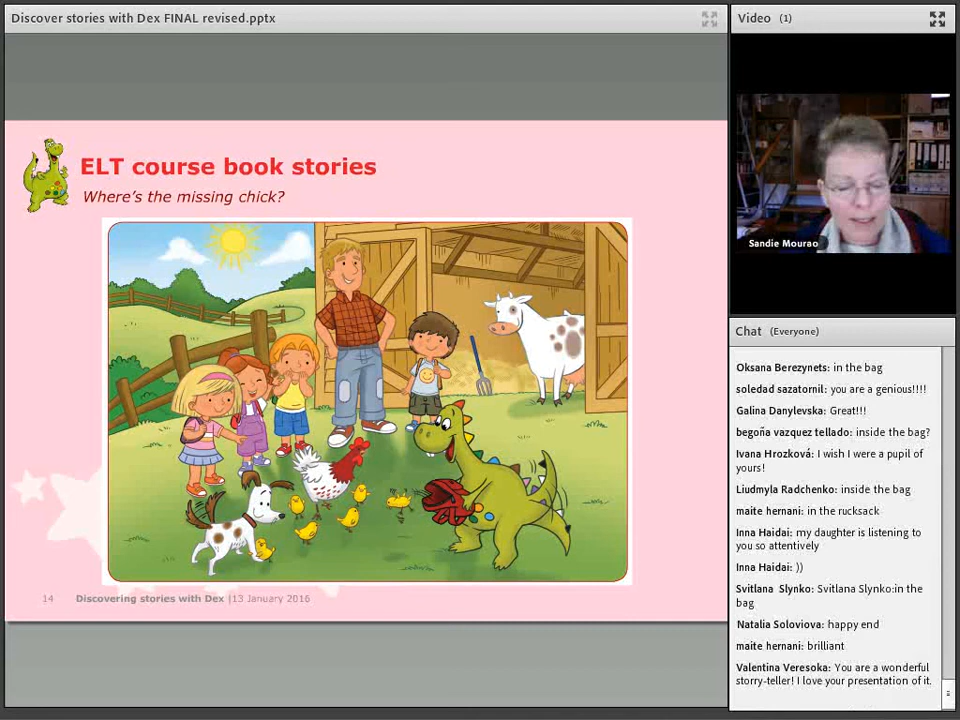 Discover stories with Dex FINAL revised.pptx
ELT course book stories
Where's the missing chick?
14 Discovering stories with Dex |13 January 2016
Video (1)
Sandie Mourao
Chat (Everyone)
Oksana Berezynets: in the bag
soledad sazatornil: you are a genious!!!!
Galina Danylevska: Great!!!
begoña vazquez tellado: inside the bag?
Ivana Hrozková: I wish I were a pupil of
yours!
Liudmyla Radchenko: inside the bag
maite hernani: in the rucksack
Inna Haidai: my daughter is listening to
you so attentively
Inna Haidai: ))
Svitlana Slynko: Svitlana Slynko:in the
bag
Natalia Soloviova: happy end
maite hernani: brilliant
Valentina Veresoka: You are a wonderful
storry-teller! I love your presentation of it.